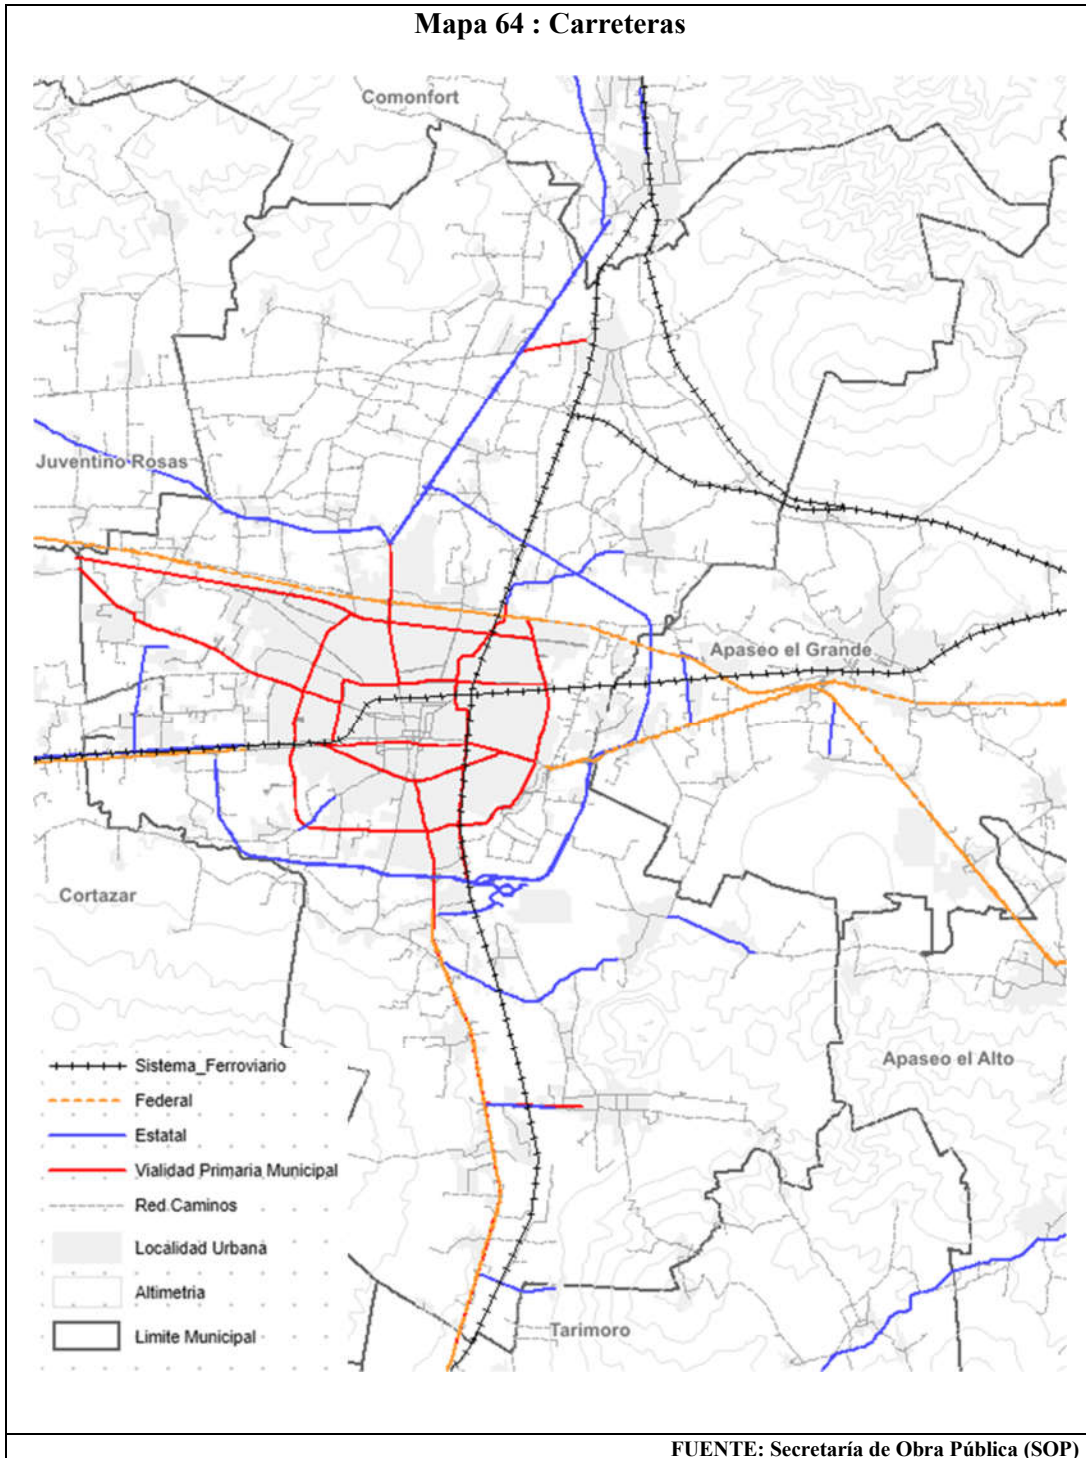 Mapa 64 : Carreteras
Comonfort
Juventino Rosas
Apaseo el Grande
Cortazar
Apaseo el Alto
Tarimoro
Sistema_Ferroviario
Federal
Estatal
Vialidad Primaria Municipal
Red Caminos
Localidad Urbana
Altimetria
Limite Municipal
FUENTE: Secretaría de Obra Pública (SOP)